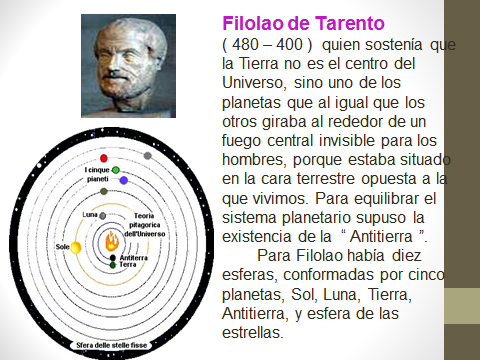 Filolao de Tarento
( 480 – 400 ) quien sostenía que
la Tierra no es el centro del
Universo, sino uno de los
planetas que al igual que los
otros giraba al rededor de un
fuego central invisible para los
hombres, porque estaba situado
en la cara terrestre opuesta a la
que vivimos. Para equilibrar el
sistema planetario supuso la
existencia de la “ Antitierra ”.
Para Filolao había diez
esferas, conformadas por cinco
planetas, Sol, Luna, Tierra,
Antitierra, y esfera de las
estrellas.
I cinque
pianeti
Luna
Teoria
pitagorica
dell'Universo
Sole
Antiterra
Terra
Sfera delle stelle fisse